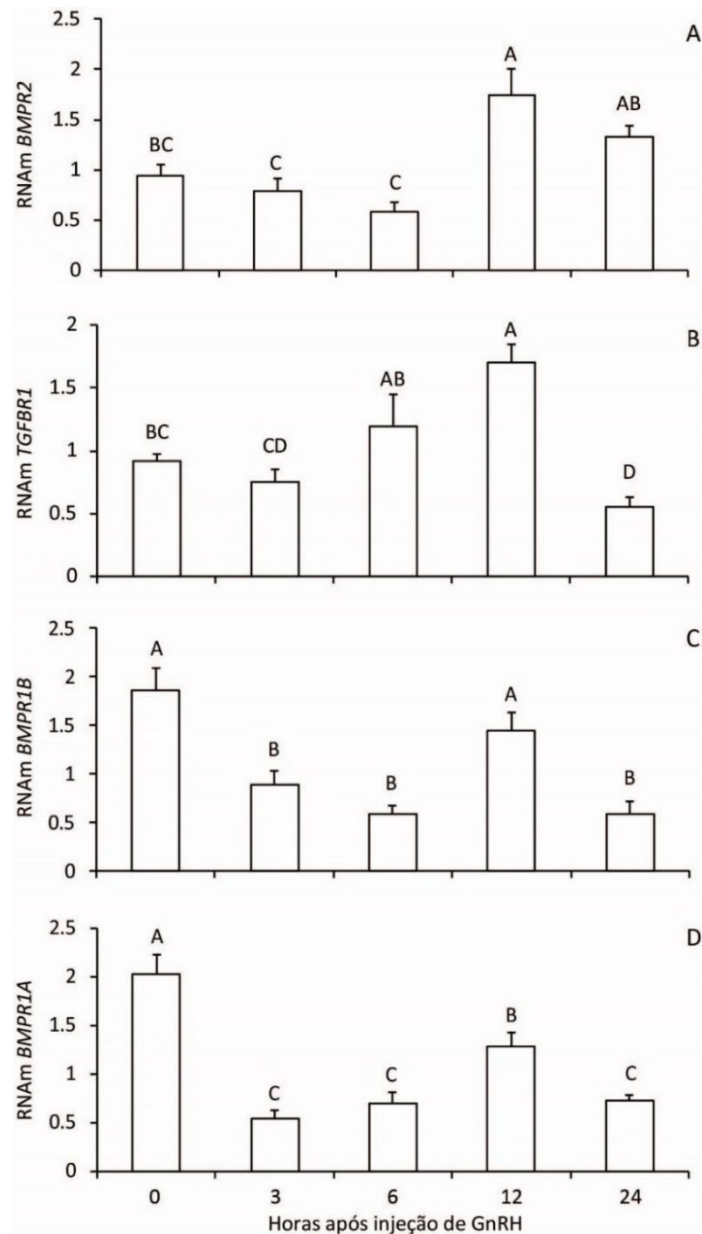 A
RNAm BMPR2
2.5
2
1.5
1
0.5
0
BC
C
C
A
AB
B
RNAm TGFBR1
2
1.5
1
0.5
0
BC
CD
AB
A
D
C
RNAm BMPR1B
2.5
2
1.5
1
0.5
0
A
B
B
A
B
D
RNAm BMPR1A
2.5
2
1.5
1
0.5
0
A
C
C
B
C
0 3 6 12 24
Horas após injeção de GnRH